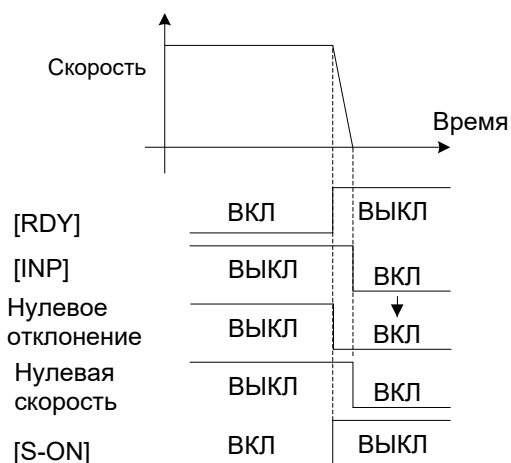 Скорость
Время
[RDY] ВКЛ ВЫКЛ
[INP] ВЫКЛ ВКЛ
Нулевое
отклонение ВЫКЛ ВКЛ
Нулевая
скорость ВЫКЛ ВКЛ
[S-ON] ВКЛ ВЫКЛ